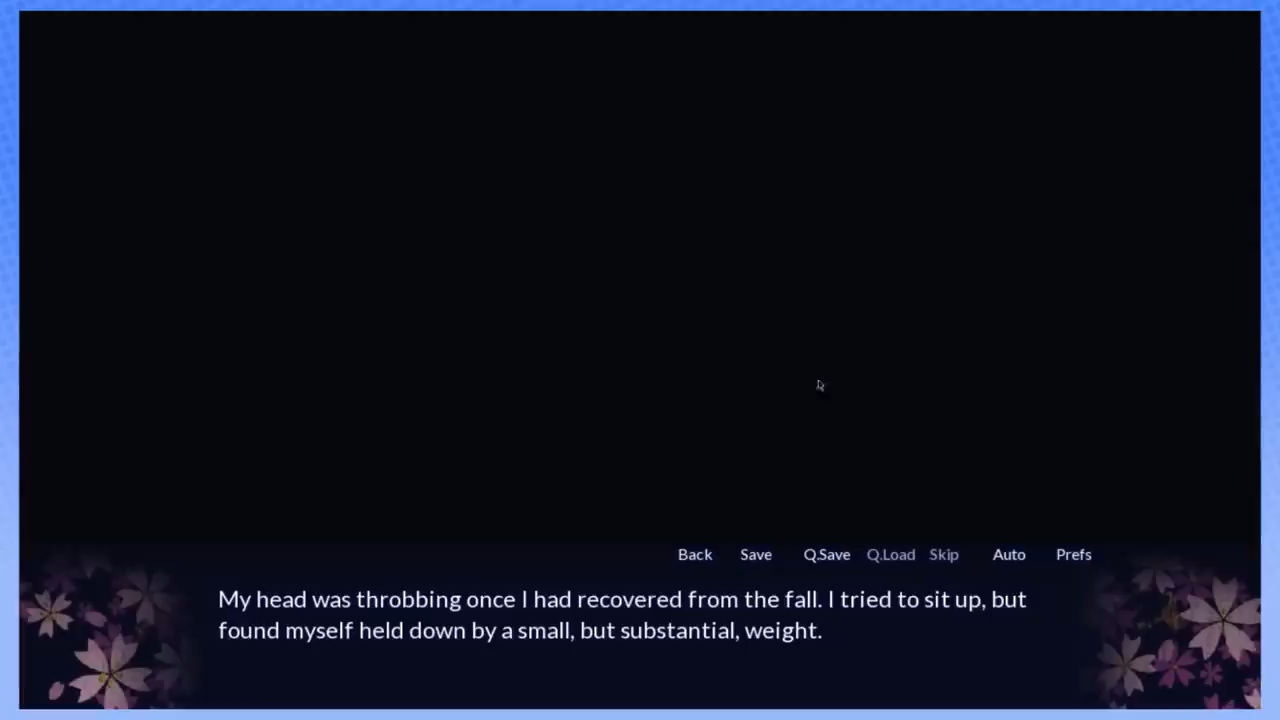 Back Save Q.Save Q.Load Skip Auto Prefs
My head was throbbing once I had recovered from the fall. I tried to sit up, but
found myself held down by a small, but substantial, weight.